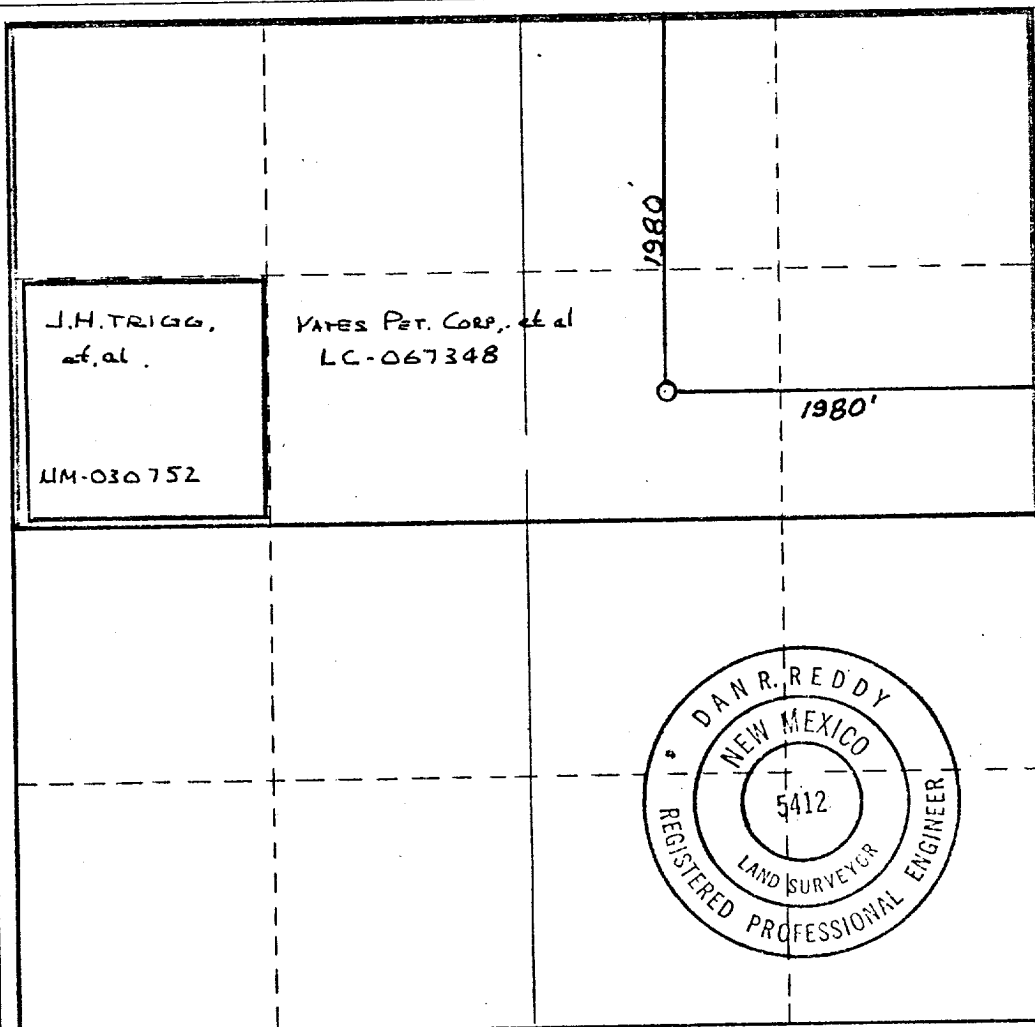 1980'
J.H. TRIGG,
et. al.
NM-030752
YATES PET. CORP., et al
LC-067348
1980'
DAN R. REDDY
NEW MEXICO
5412
LAND SURVEYOR
REGISTERED PROFESSIONAL ENGINEER